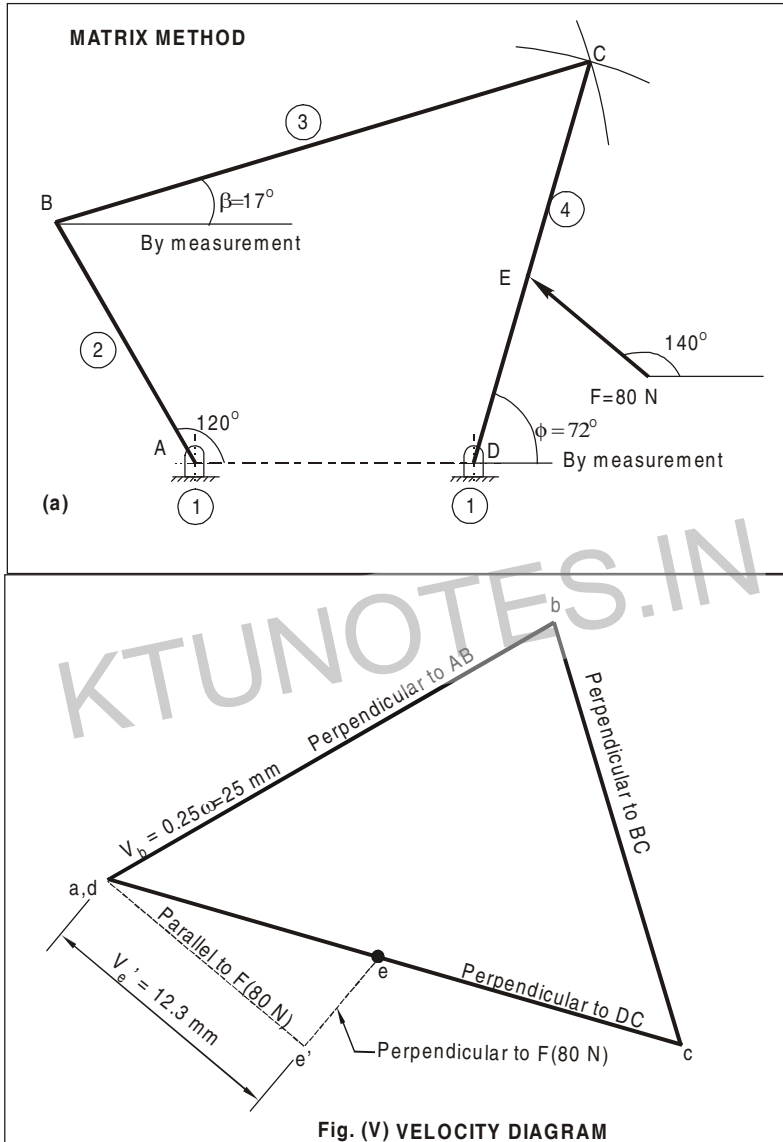 MATRIX METHOD
C
3
B
β=17°
By measurement
4
E
2
140°
F=80 N
120°
ϕ=72°
A
D
By measurement
(a)
1
1
KTUNOTES.IN
b
Perpendicular to AB
Perpendicular to BC
V_b = 0.25ω=25 mm
a,d
Parallel to F(80 N)
V_e' = 12.3 mm
e
Perpendicular to DC
e'
Perpendicular to F(80 N)
c
Fig. (V) VELOCITY DIAGRAM